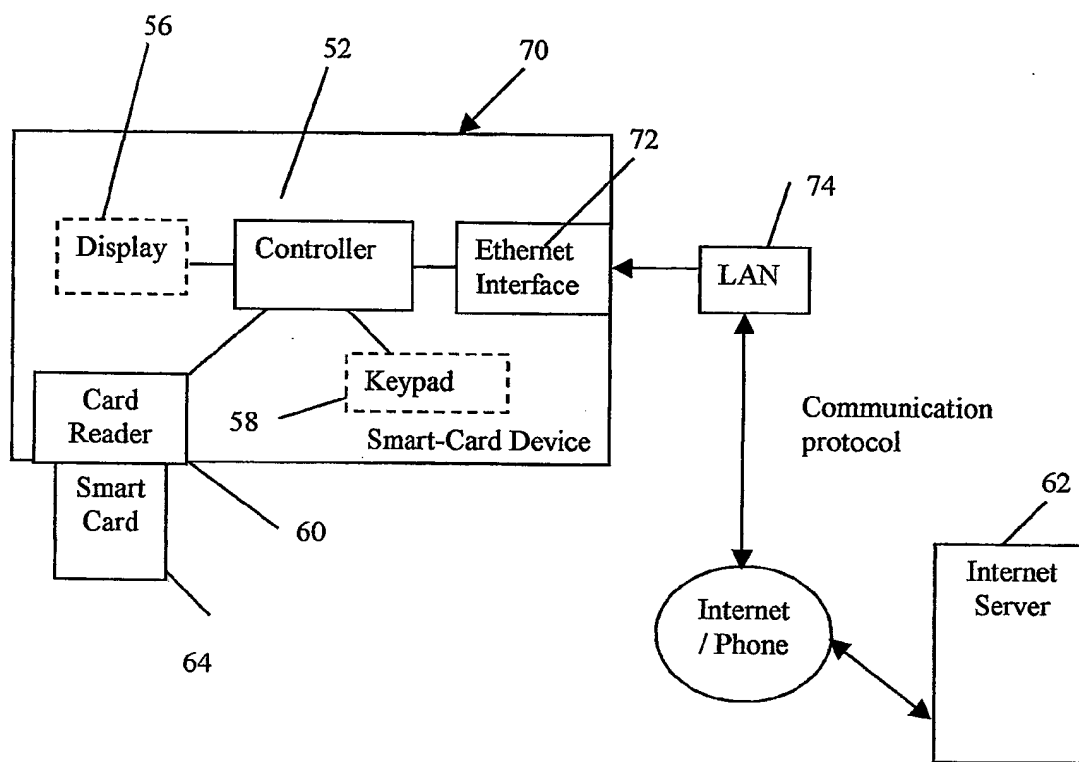 56
52
70
72
74
Display
Controller
Ethernet
Interface
LAN
Keypad
58
Card
Reader
Smart-Card Device
Communication
protocol
Smart
Card
60
62
64
Internet
/ Phone
Internet
Server